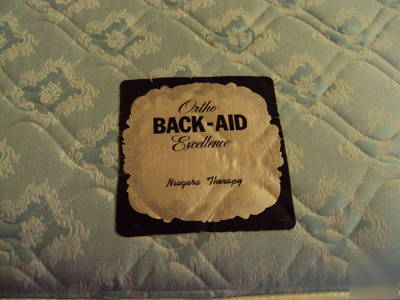 Ortho
BACK-AID
Excellence
Niagara Therapy